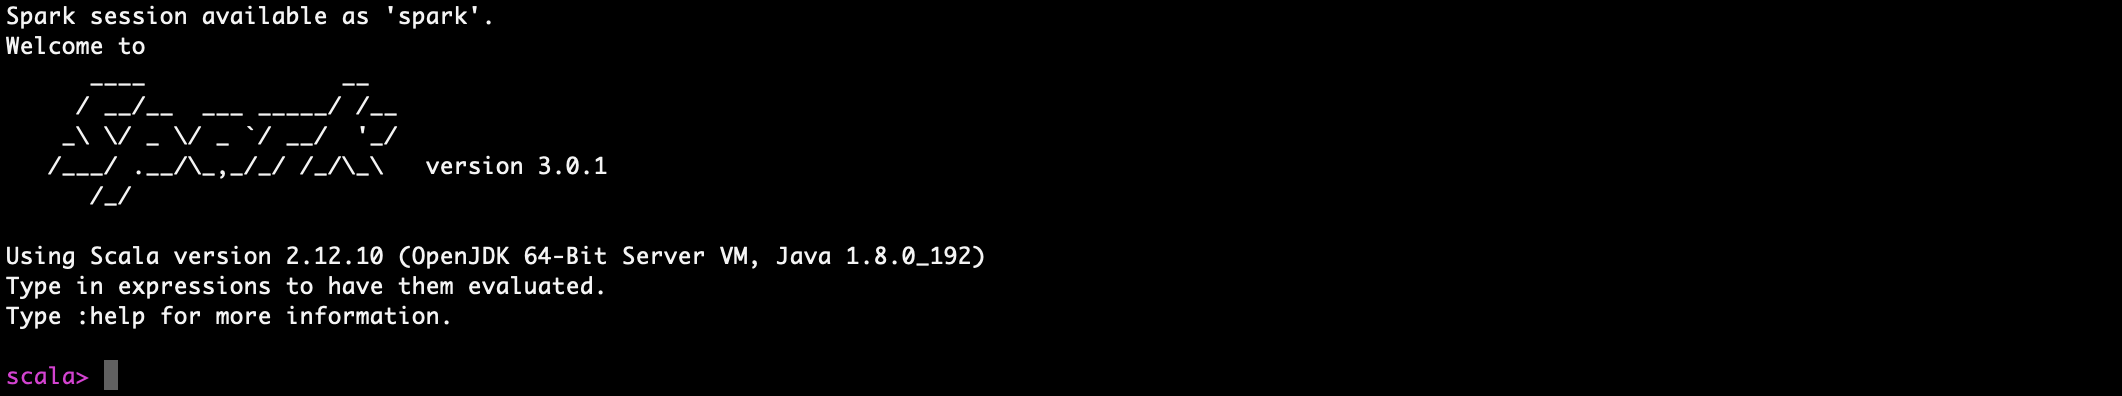 Spark session available as 'spark'.
Welcome to
      ____              __
     / __/__  ___ _____/ /__
    _\ \/ _ \/ _ `/ __/  '_/
   /___/ .__/\_,_/_/ /_/\_\   version 3.0.1
      /_/
Using Scala version 2.12.10 (OpenJDK 64-Bit Server VM, Java 1.8.0_192)
Type in expressions to have them evaluated.
Type :help for more information.
scala>